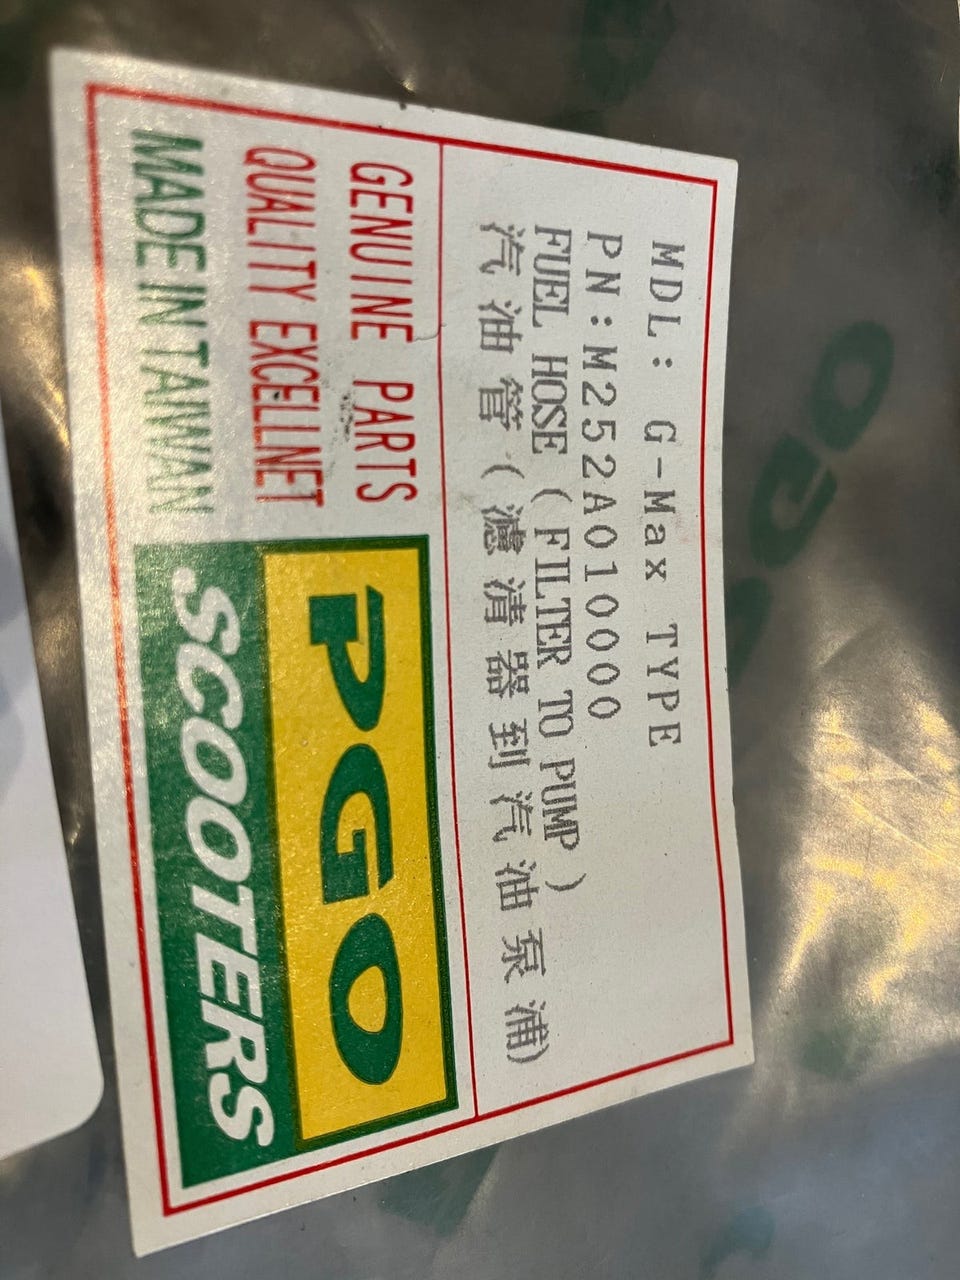 MDL: G-Max TYPE
PN:M252A010000
FUEL HOSE (FILTER TO PUMP)
汽油管(濾清器到汽油泵浦)
GENUINE PARTS
QUALITY EXCELLNET
MADE IN TAIWAN
PGO
SCOOTERS